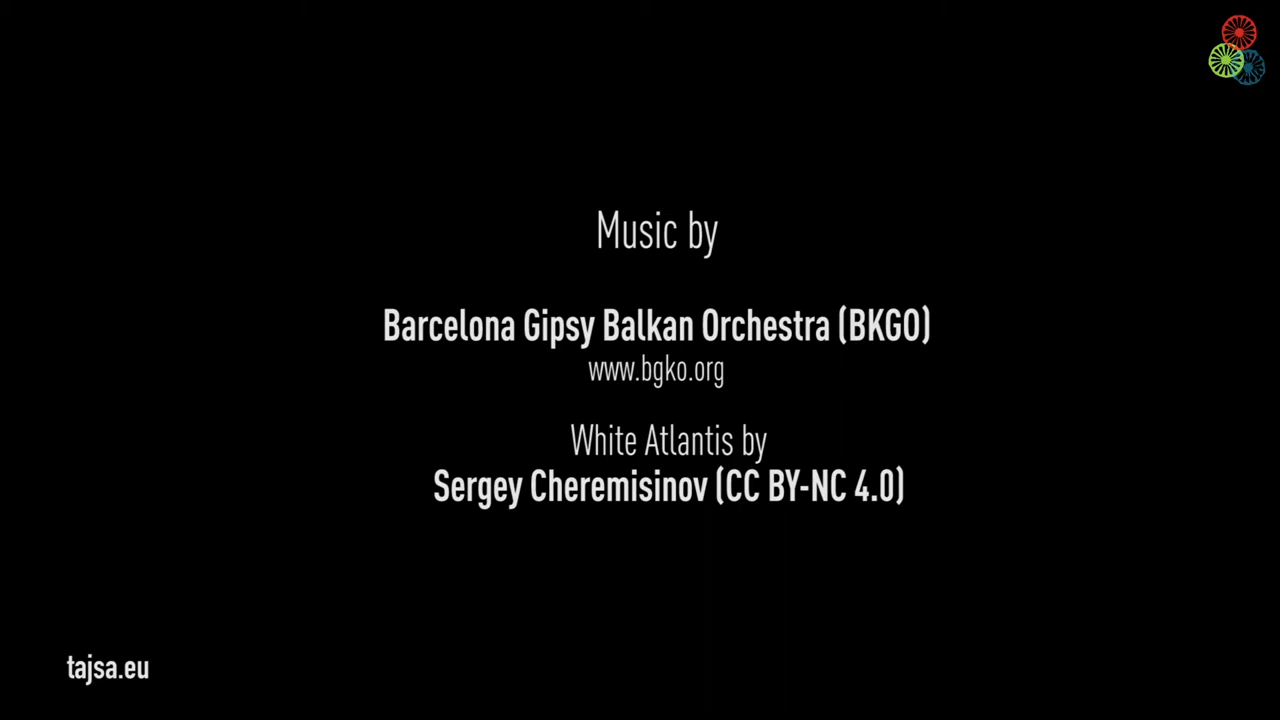 Music by
Barcelona Gipsy Balkan Orchestra (BKGO)
www.bgko.org
White Atlantis by
Sergey Cheremisinov (CC BY-NC 4.0)
tajsa.eu